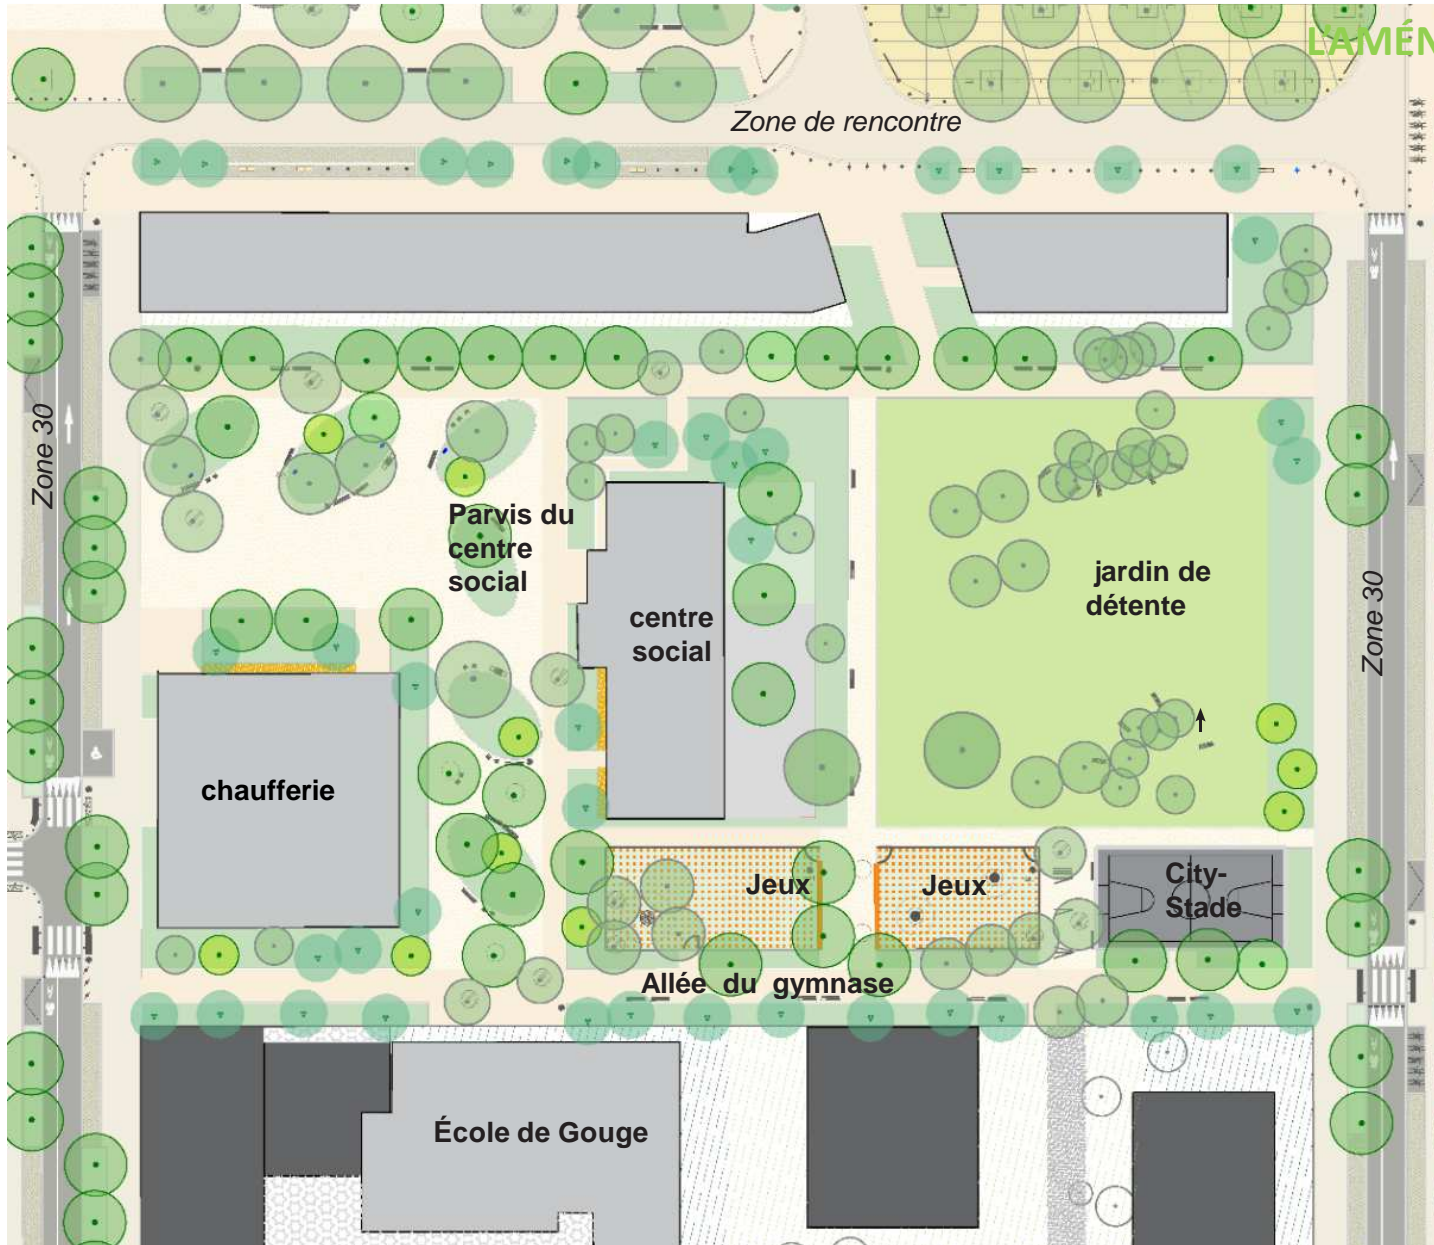 L'AMÉN
Zone de rencontre
Zone 30
Parvis du
centre
social
jardin de
détente
centre
social
Zone 30
chaufferie
Jeux
Jeux
City-
Stade
Allée du gymnase
École de Gouge